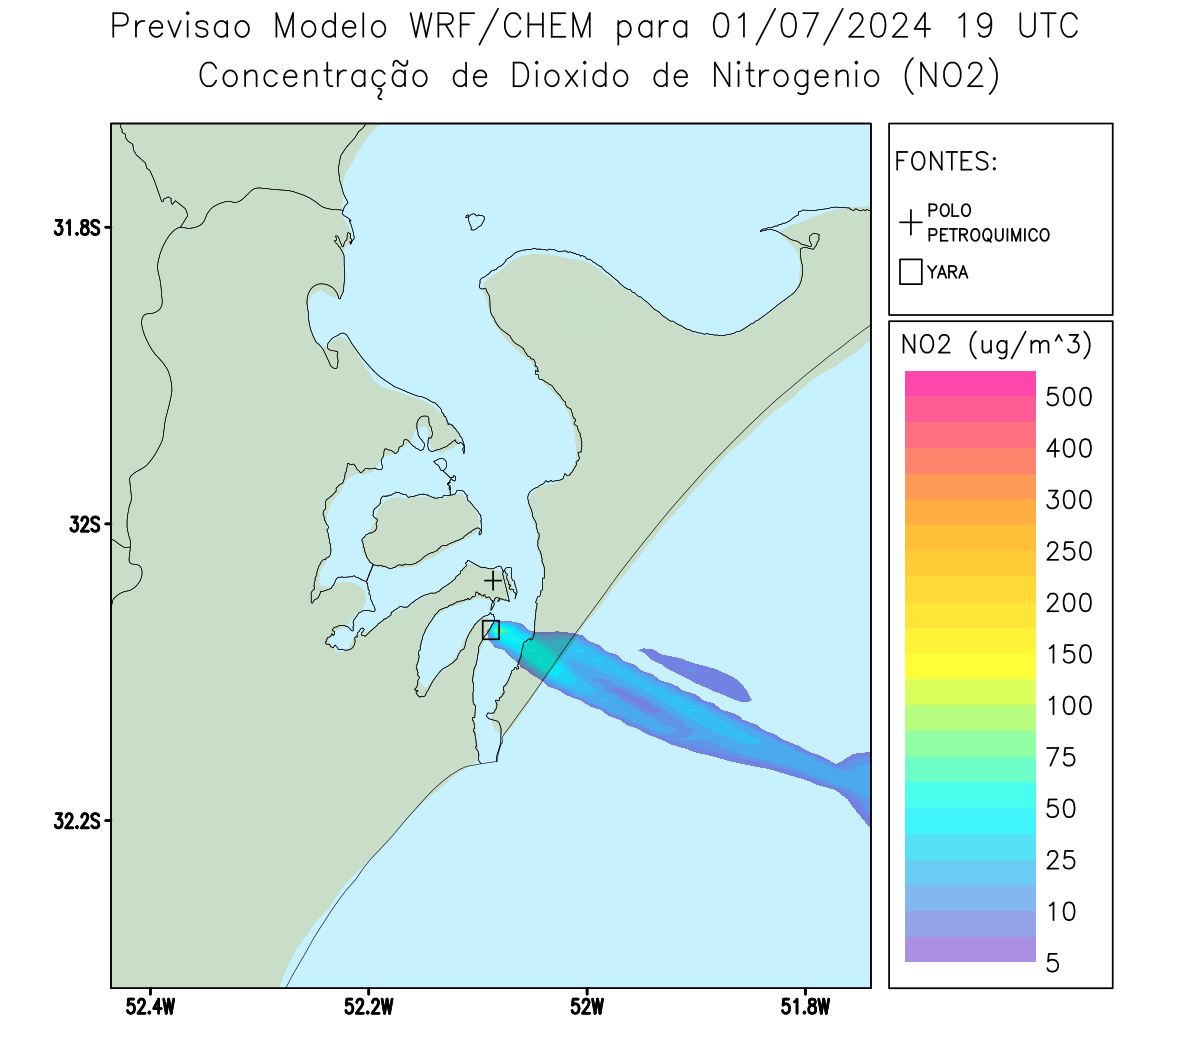 Previsao Modelo WRF/CHEM para 01/07/2024 19 UTC
Concentração de Dioxido de Nitrogenio (NO2)
FONTES:
POLO
PETROQUIMICO
YARA
31.8S
32S
32.2S
52.4W
52.2W
52W
51.8W
NO2 (ug/m^3)
500
400
300
250
200
150
100
75
50
25
10
5